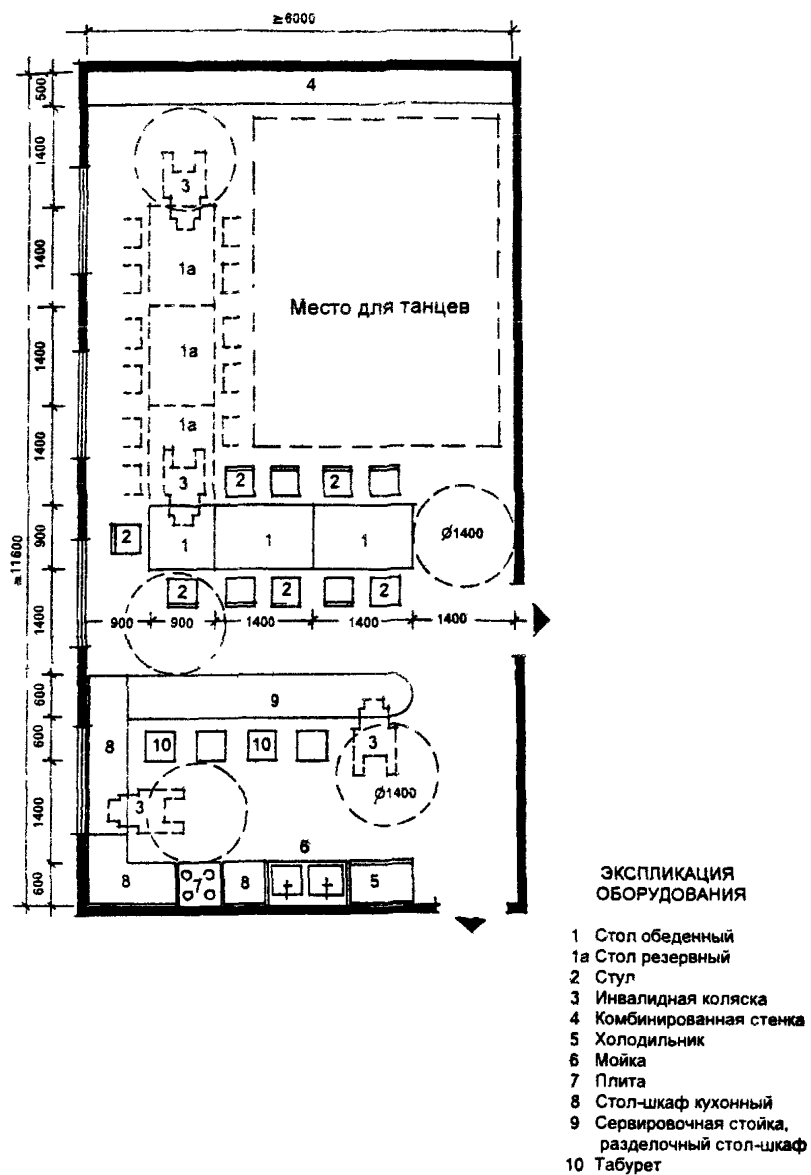 ≥6000
4
500
1400
3
1400
1а
Место для танцев
1400
1а
1400
1а
3
2
2
≥11600
900
2
1
1
1
Ø1400
1400
2
2
2
900
900
1400
1400
1400
600
9
600
8
10
10
3
1400
3
Ø1400
6
600
8
7
8
5
ЭКСПЛИКАЦИЯ
ОБОРУДОВАНИЯ
1 Стол обеденный
1а Стол резервный
2 Стул
3 Инвалидная коляска
4 Комбинированная стенка
5 Холодильник
6 Мойка
7 Плита
8 Стол-шкаф кухонный
9 Сервировочная стойка,
разделочный стол-шкаф
10 Табурет